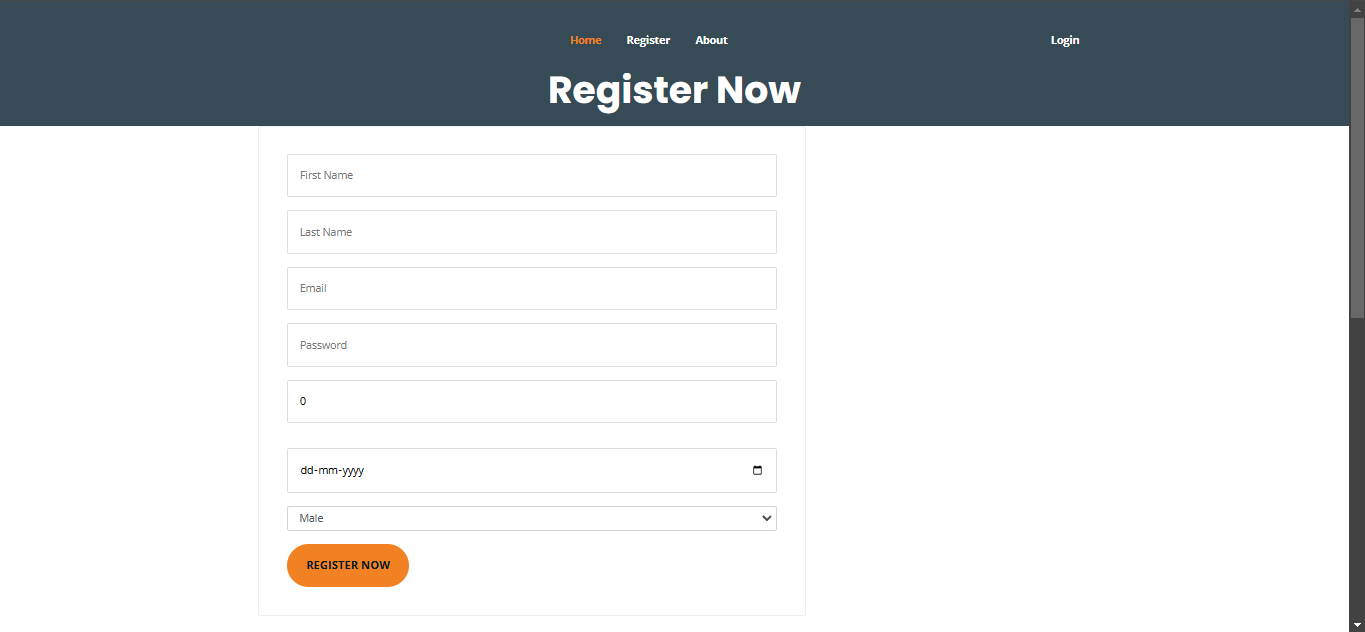 Home Register About Login
Register Now
First Name
Last Name
Email
Password
0
dd-mm-yyyy
Male
REGISTER NOW